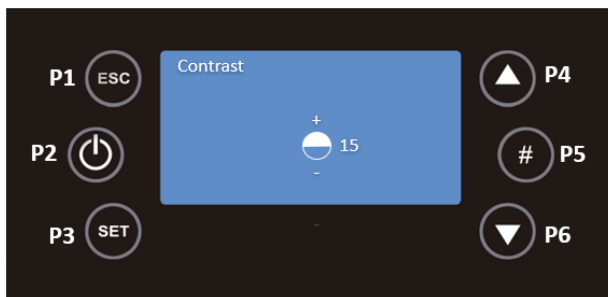 Contrast
P1 ESC
P4
+
15
P2
# P5
-
P3 SET
-
P6